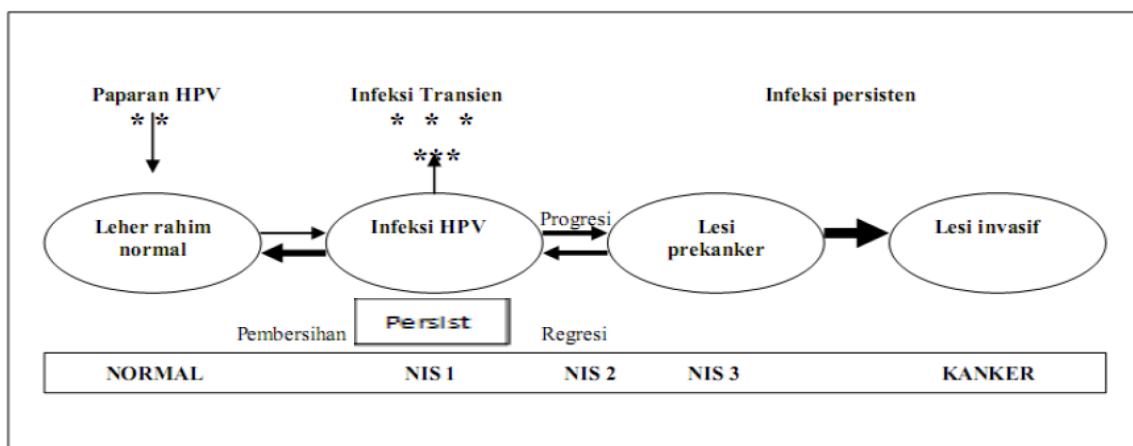 Paparan HPV
* *
Infeksi Transien
* * *
***
Infeksi persisten
Leher rahim
normal
Infeksi HPV
Progresi
Lesi
prekanker
Lesi invasif
Pembersihan
Persist
Regresi
NORMAL
NIS 1
NIS 2
NIS 3
KANKER